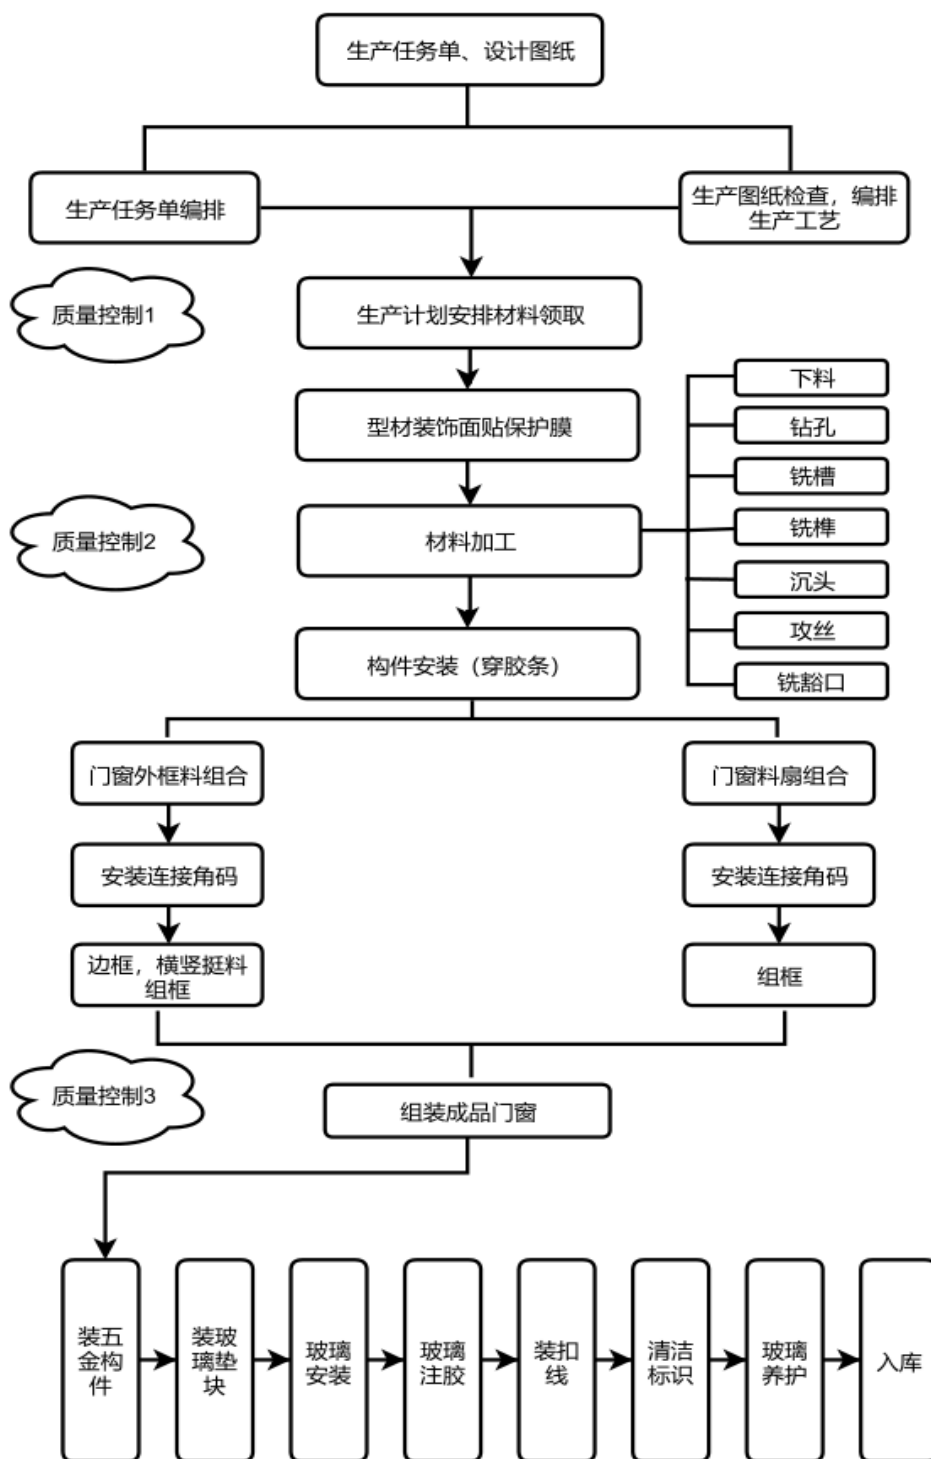 生产任务单、设计图纸
生产任务单编排
生产图纸检查，编排
生产工艺
质量控制1
生产计划安排材料领取
型材装饰面贴保护膜
下料
钻孔
铣槽
铣榫
沉头
攻丝
铣豁口
质量控制2
材料加工
构件安装（穿胶条）
门窗外框料组合
门窗料扇组合
安装连接角码
安装连接角码
边框，横竖挺料
组框
组框
质量控制3
组装成品门窗
装五
金构
件
装玻
璃垫
块
玻璃
安装
玻璃
注胶
装扣
线
清洁
标识
玻璃
养护
入库